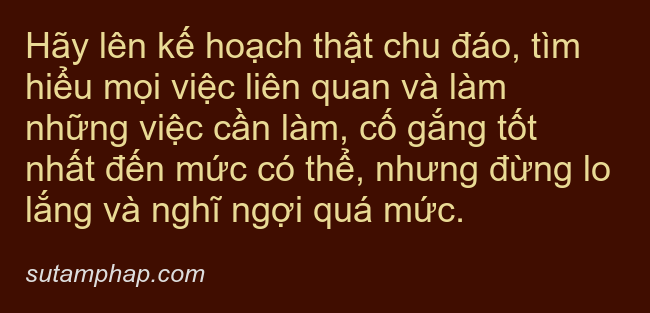 Hãy lên kế hoạch thật chu đáo, tìm
hiểu mọi việc liên quan và làm
những việc cần làm, cố gắng tốt
nhất đến mức có thể, nhưng đừng lo
lắng và nghĩ ngợi quá mức.
sutamphap.com